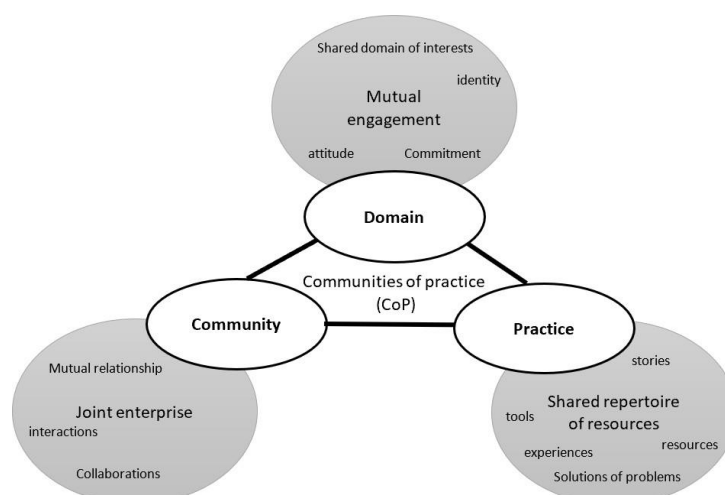 Shared domain of interests
identity
Mutual
engagement
attitude
Commitment
Domain
Communities of practice
(CoP)
Community
Practice
Mutual relationship
Joint enterprise
interactions
Collaborations
stories
Shared repertoire
of resources
tools
resources
experiences
Solutions of problems